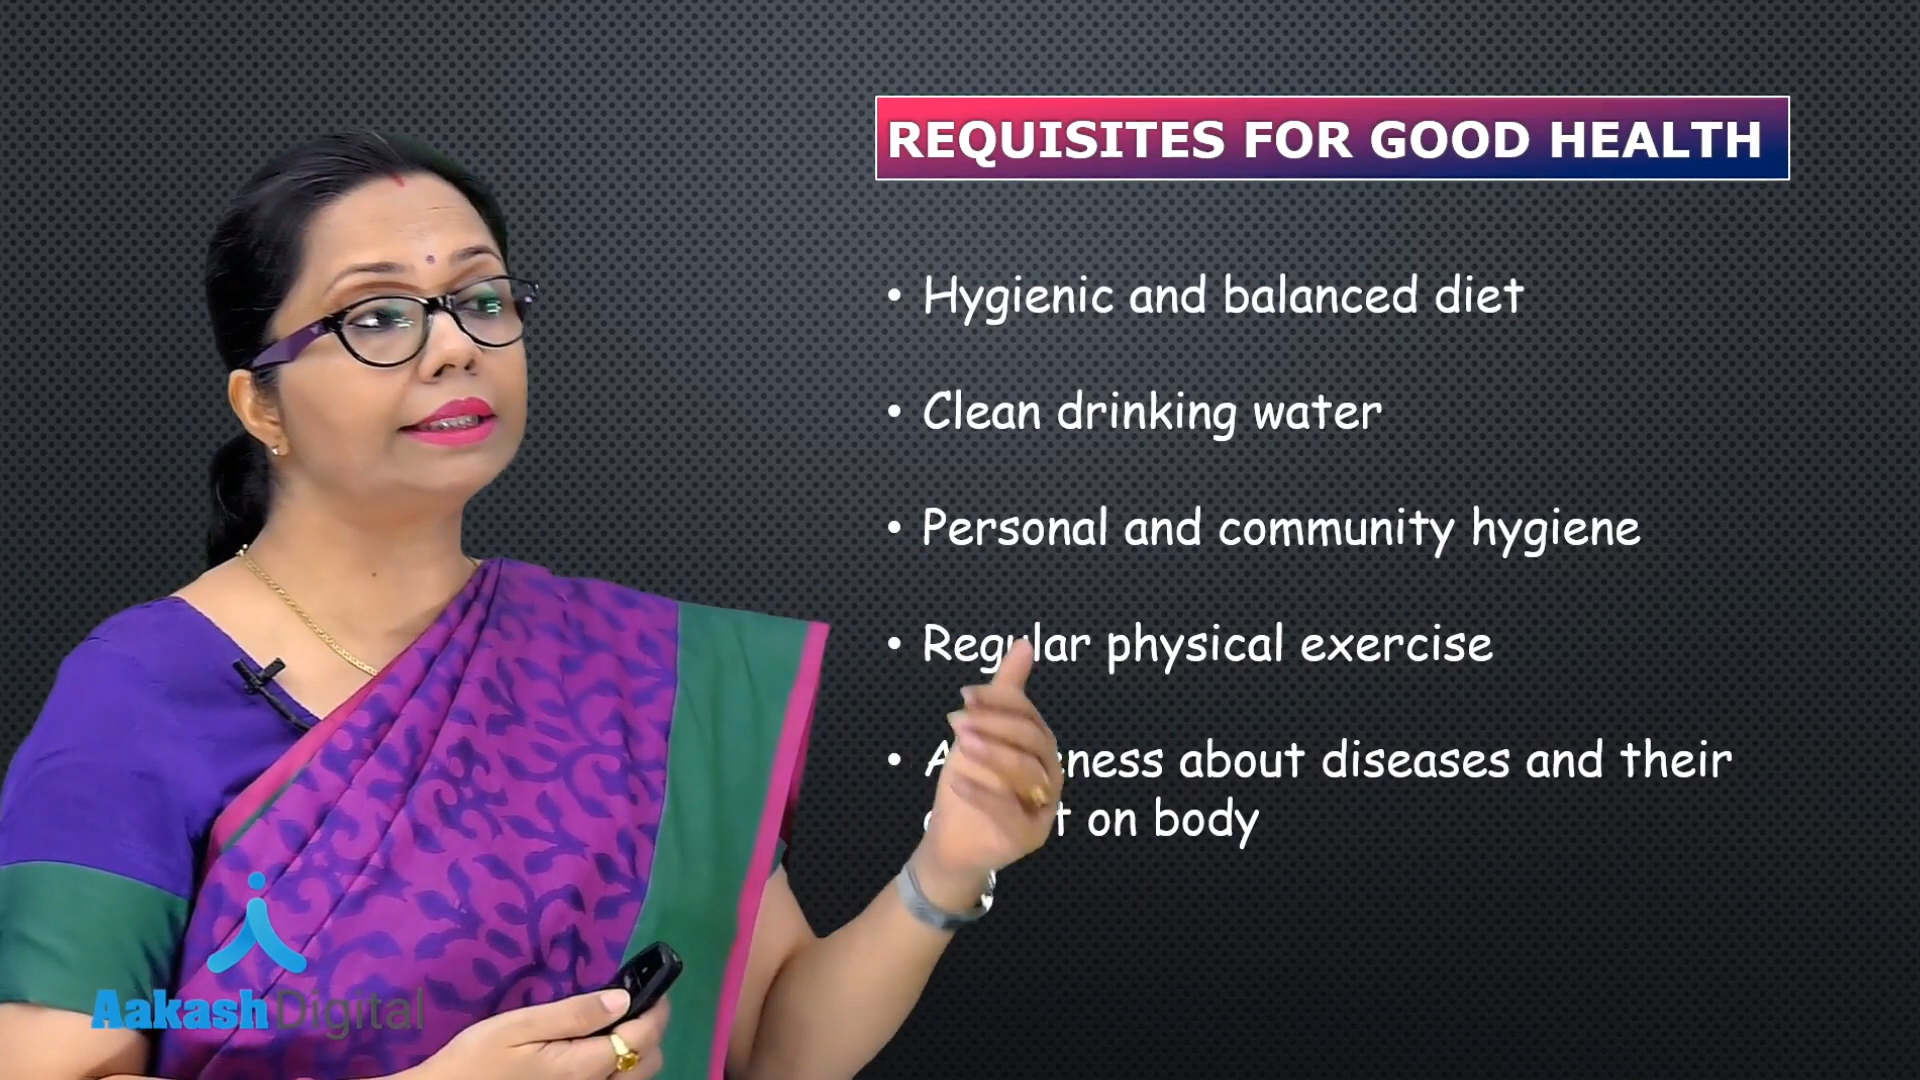 REQUISITES FOR GOOD HEALTH
• Hygienic and balanced diet
• Clean drinking water
• Personal and community hygiene
• Regular physical exercise
• about diseases and their
on body
Aakash Digital